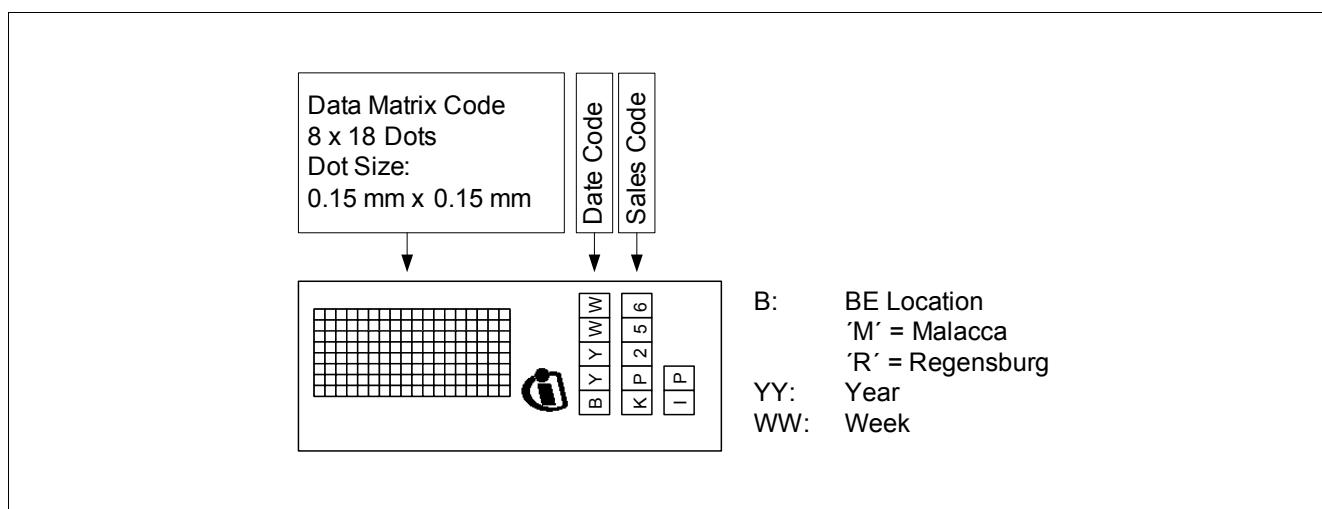 Data Matrix Code
8 x 18 Dots
Dot Size:
0.15 mm x 0.15 mm
Date Code
Sales Code
BYYWW
KP256
IP
B: BE Location
´M´ = Malacca
´R´ = Regensburg
YY: Year
WW: Week